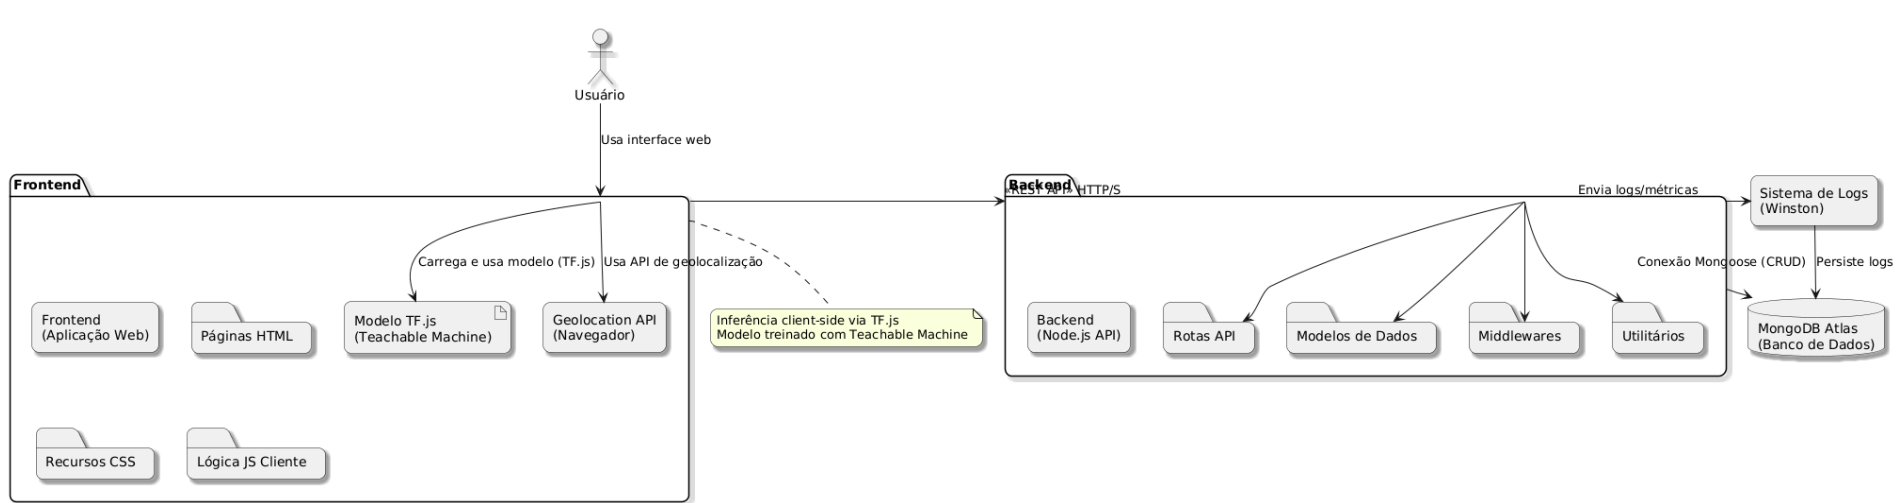 Usuário
Usa interface web
Frontend
Backend
«REST API» HTTP/S
Envia logs/métricas
Sistema de Logs
(Winston)
Carrega e usa modelo (TF.js)
Usa API de geolocalização
Conexão Mongoose (CRUD)
Persiste logs
Frontend
(Aplicação Web)
Páginas HTML
Modelo TF.js
(Teachable Machine)
Geolocation API
(Navegador)
Inferência client-side via TF.js
Modelo treinado com Teachable Machine
Backend
(Node.js API)
Rotas API
Modelos de Dados
Middlewares
Utilitários
MongoDB Atlas
(Banco de Dados)
Recursos CSS
Lógica JS Cliente